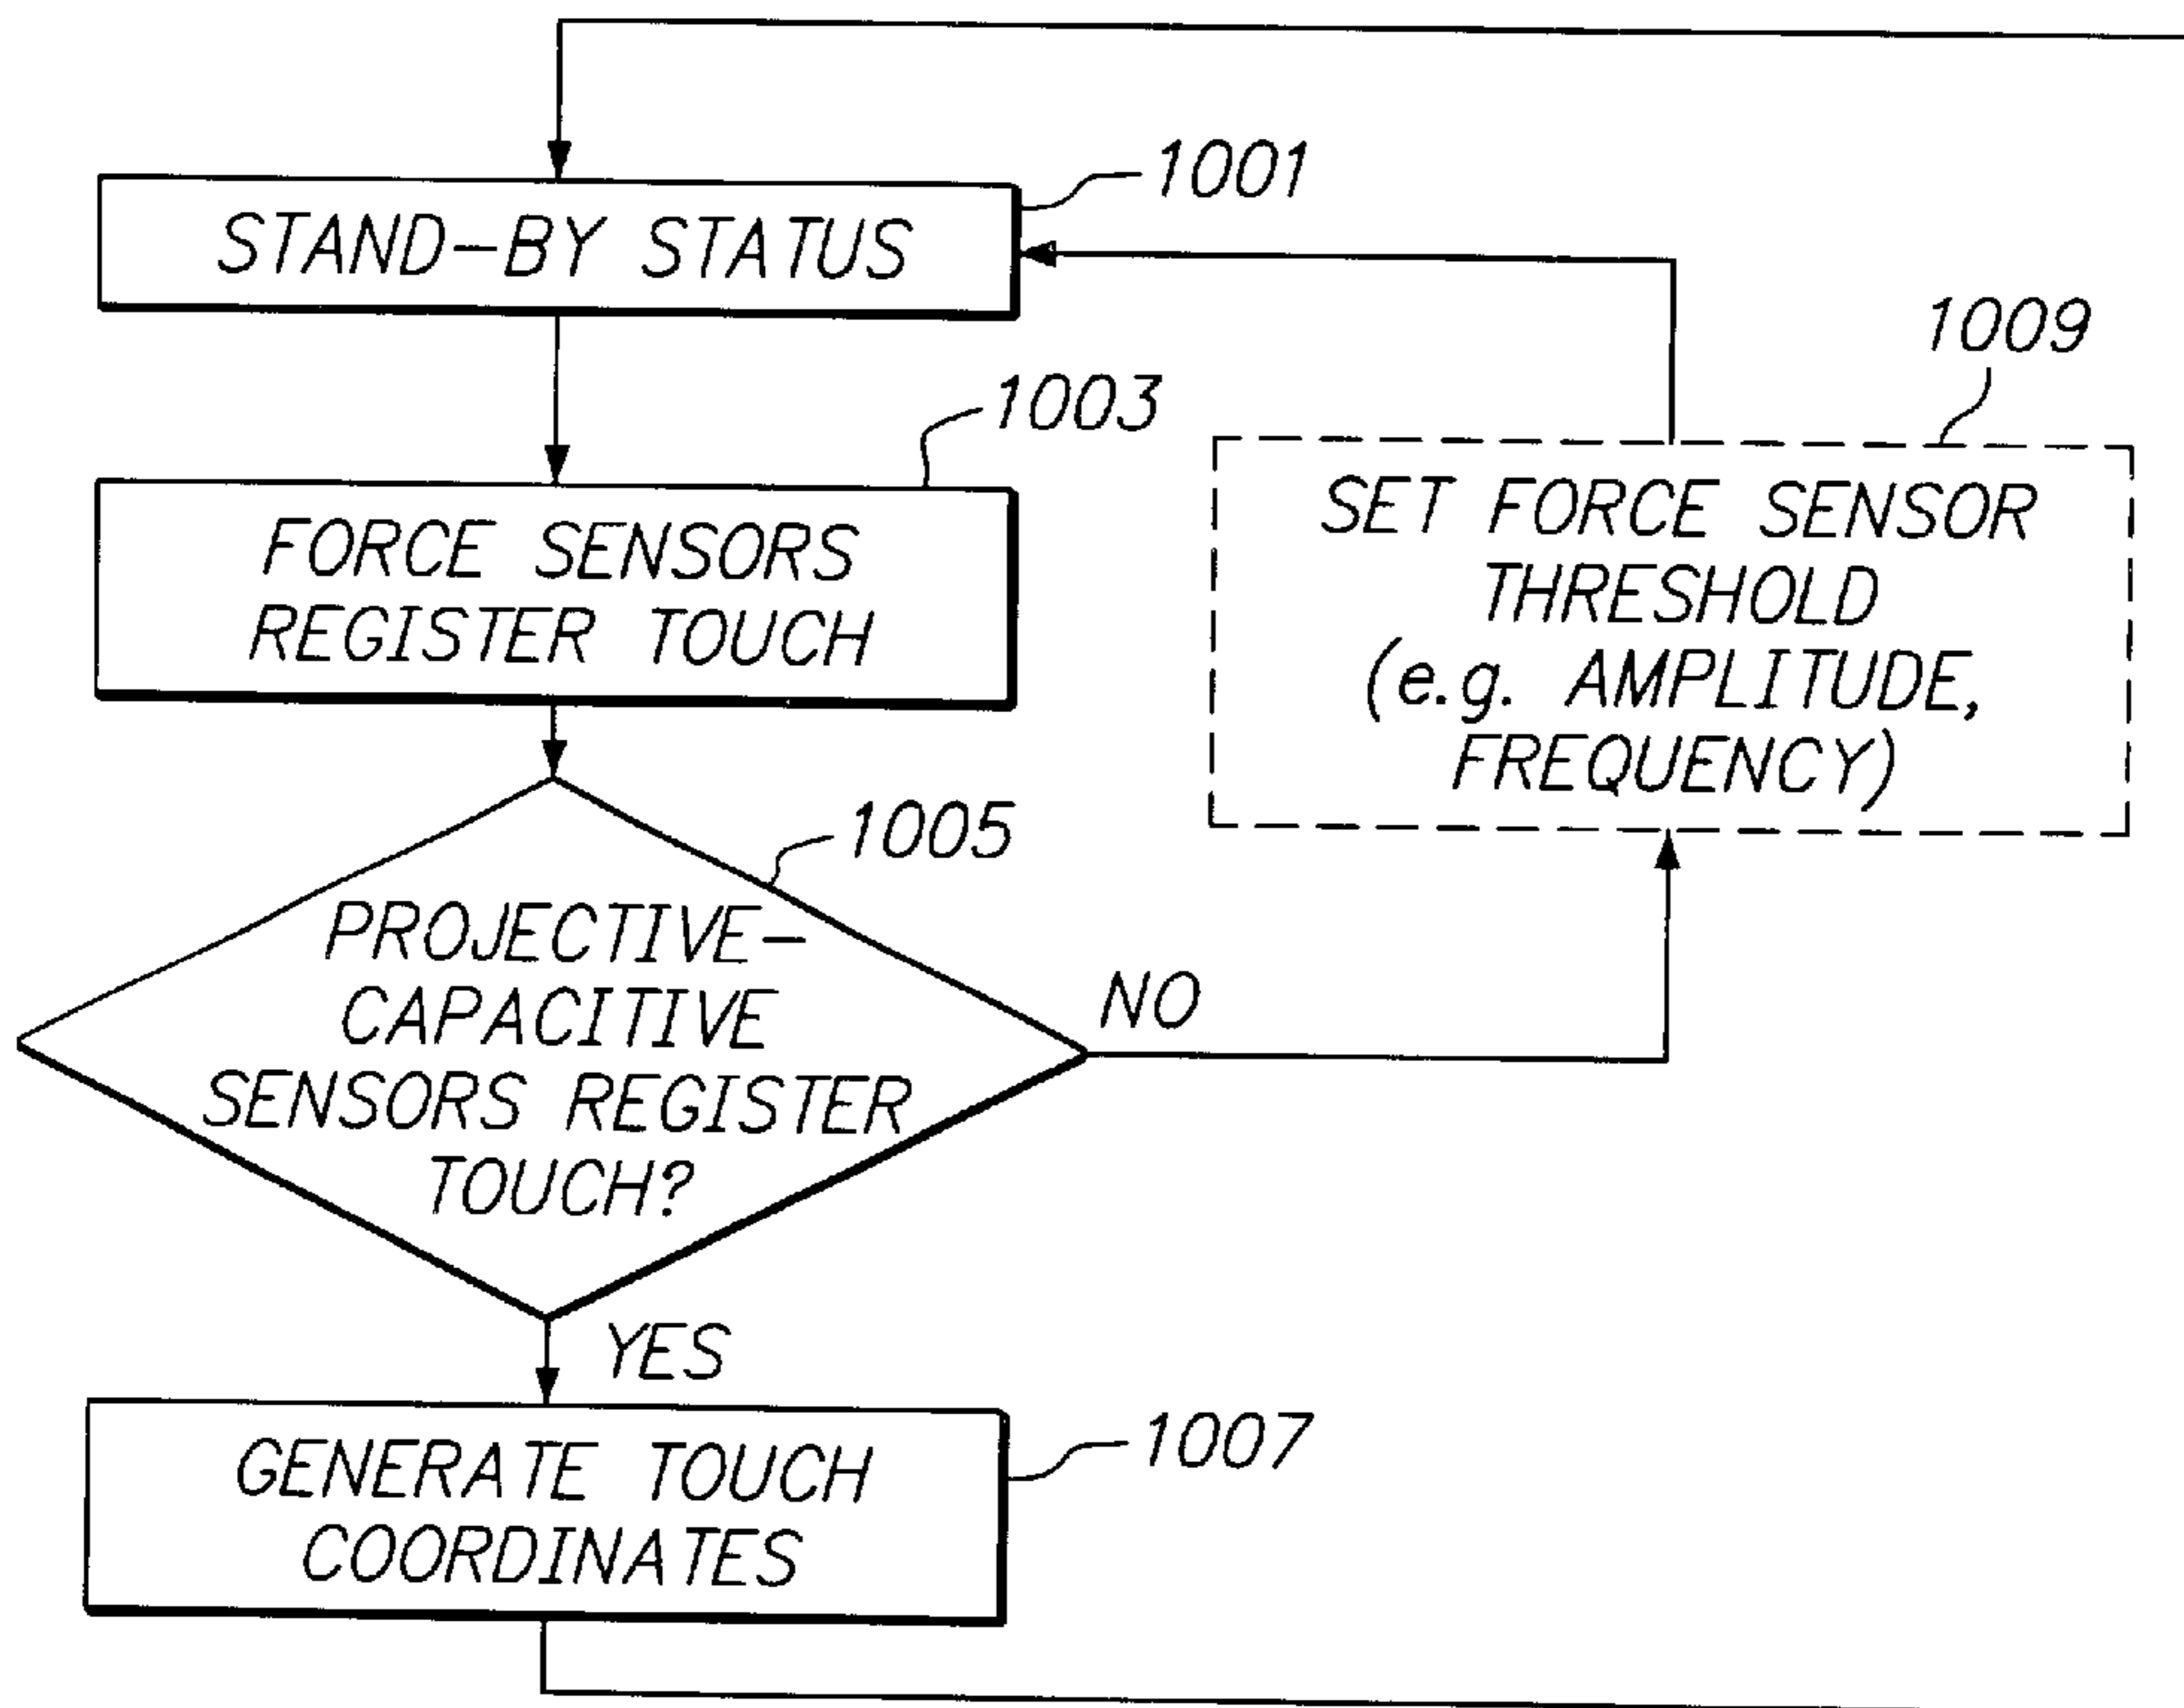 1001
STAND-BY STATUS
1009
1003
FORCE SENSORS
REGISTER TOUCH
SET FORCE SENSOR
THRESHOLD
(e.g. AMPLITUDE,
FREQUENCY)
1005
PROJECTIVE-
CAPACITIVE
SENSORS REGISTER
TOUCH?
NO
YES
1007
GENERATE TOUCH
COORDINATES